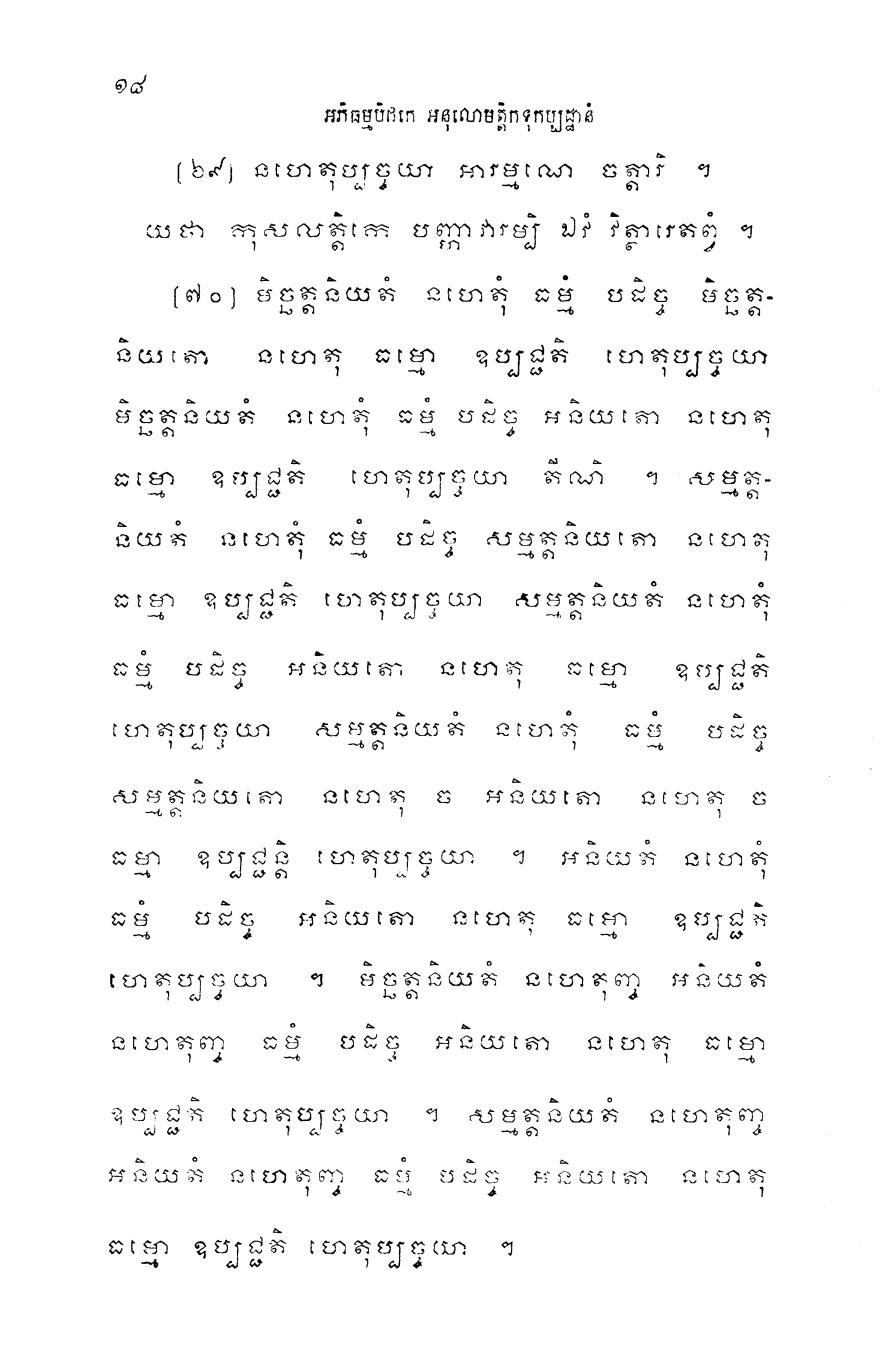 ១៨
អភិធម្មបិដកេ អនុលោមត្តិកទុកប្បដ្ឋានំ
[៦៩] នហេតុប្បច្ចយា អារម្មណេ ចត្តារិ ។
យថា កុសលត្តិកេ បញ្ហាវារម្បិ ឯវំ វិត្ថារេតព្វំ ។
[៧០] មិច្ឆត្តនិយតំ នហេតុំ ធម្មំ បដិច្ច មិច្ឆត្ត-
និយតោ នហេតុ ធម្មោ ឧប្បជ្ជតិ ហេតុប្បច្ចយា
មិច្ឆត្តនិយតំ នហេតុំ ធម្មំ បដិច្ច អនិយតោ នហេតុ
ធម្មោ ឧប្បជ្ជតិ ហេតុប្បច្ចយា តីណិ ។ សម្មត្ត-
និយតំ នហេតុំ ធម្មំ បដិច្ច សម្មត្តនិយតោ នហេតុ
ធម្មោ ឧប្បជ្ជតិ ហេតុប្បច្ចយា សម្មត្តនិយតំ នហេតុំ
ធម្មំ បដិច្ច អនិយតោ នហេតុ ធម្មោ ឧប្បជ្ជតិ
ហេតុប្បច្ចយា សម្មត្តនិយតំ នហេតុំ ធម្មំ បដិច្ច
សម្មត្តនិយតោ នហេតុ ច អនិយតោ នហេតុ ច
ធម្មា ឧប្បជ្ជន្តិ ហេតុប្បច្ចយា ។ អនិយតំ នហេតុំ
ធម្មំ បដិច្ច អនិយតោ នហេតុ ធម្មោ ឧប្បជ្ជតិ
ហេតុប្បច្ចយា ។ មិច្ឆត្តនិយតំ នហេតុញ្ច អនិយតំ
នហេតុញ្ច ធម្មំ បដិច្ច អនិយតោ នហេតុ ធម្មោ
ឧប្បជ្ជតិ ហេតុប្បច្ចយា ។ សម្មត្តនិយតំ នហេតុញ្ច
អនិយតំ នហេតុញ្ច ធម្មំ បដិច្ច អនិយតោ នហេតុ
ធម្មោ ឧប្បជ្ជតិ ហេតុប្បច្ចយា ។